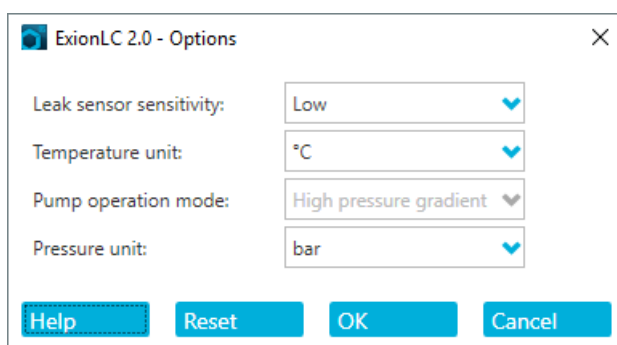 ExionLC 2.0 - Options
Leak sensor sensitivity: Low
Temperature unit: °C
Pump operation mode: High pressure gradient
Pressure unit: bar
Help Reset OK Cancel